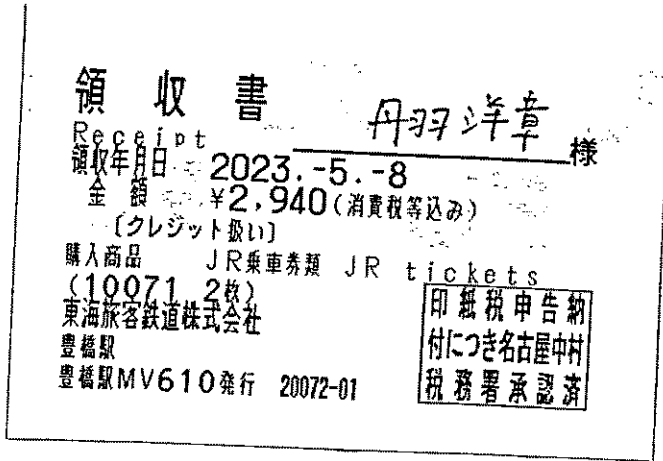 領収書
Receipt
丹羽洋章 様
領収年月日 2023.-5.-8
金額 ¥2,940(消費税等込み)
〔クレジット扱い〕
購入商品 JR乗車券類 JR tickets
(10071 2枚)
東海旅客鉄道株式会社
豊橋駅
豊橋駅MV610発行 20072-01
印紙税申告納
付につき名古屋中村
税務署承認済